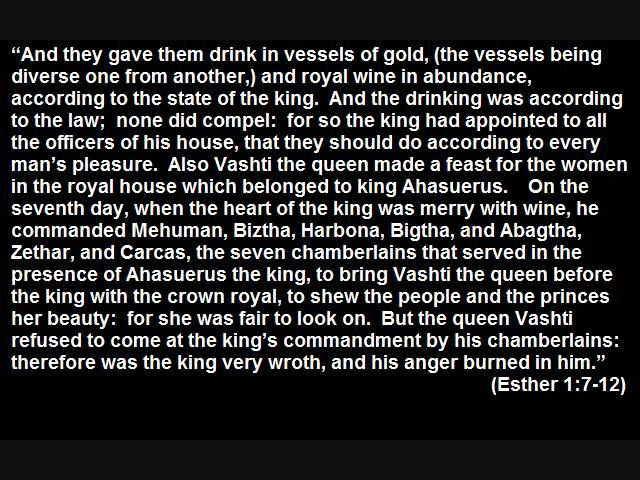 “And they gave them drink in vessels of gold, (the vessels being
diverse one from another,) and royal wine in abundance,
according to the state of the king.  And the drinking was according
to the law;  none did compel:  for so the king had appointed to all
the officers of his house, that they should do according to every
man’s pleasure.  Also Vashti the queen made a feast for the women
in the royal house which belonged to king Ahasuerus.    On the
seventh day, when the heart of the king was merry with wine, he
commanded Mehuman, Biztha, Harbona, Bigtha, and Abagtha,
Zethar, and Carcas, the seven chamberlains that served in the
presence of Ahasuerus the king, to bring Vashti the queen before
the king with the crown royal, to shew the people and the princes
her beauty:  for she was fair to look on.  But the queen Vashti
refused to come at the king’s commandment by his chamberlains:
therefore was the king very wroth, and his anger burned in him.”
(Esther 1:7-12)